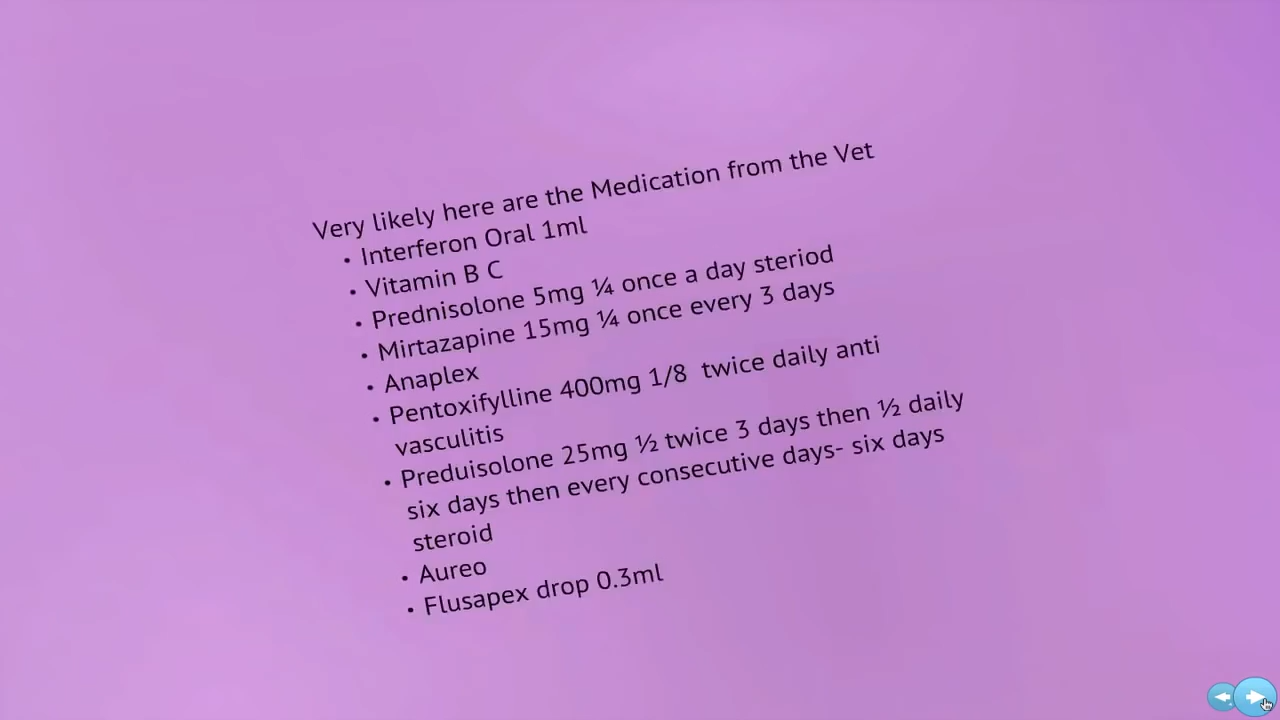 Very likely here are the Medication from the Vet
• Interferon Oral 1ml
• Vitamin B C
• Prednisolone 5mg ¼ once a day steriod
• Mirtazapine 15mg ¼ once every 3 days
• Anaplex
• Pentoxifylline 400mg 1/8 twice daily anti
vasculitis
• Preduisolone 25mg ½ twice 3 days then ½ daily
six days then every consecutive days- six days
steroid
• Aureo
• Flusapex drop 0.3ml